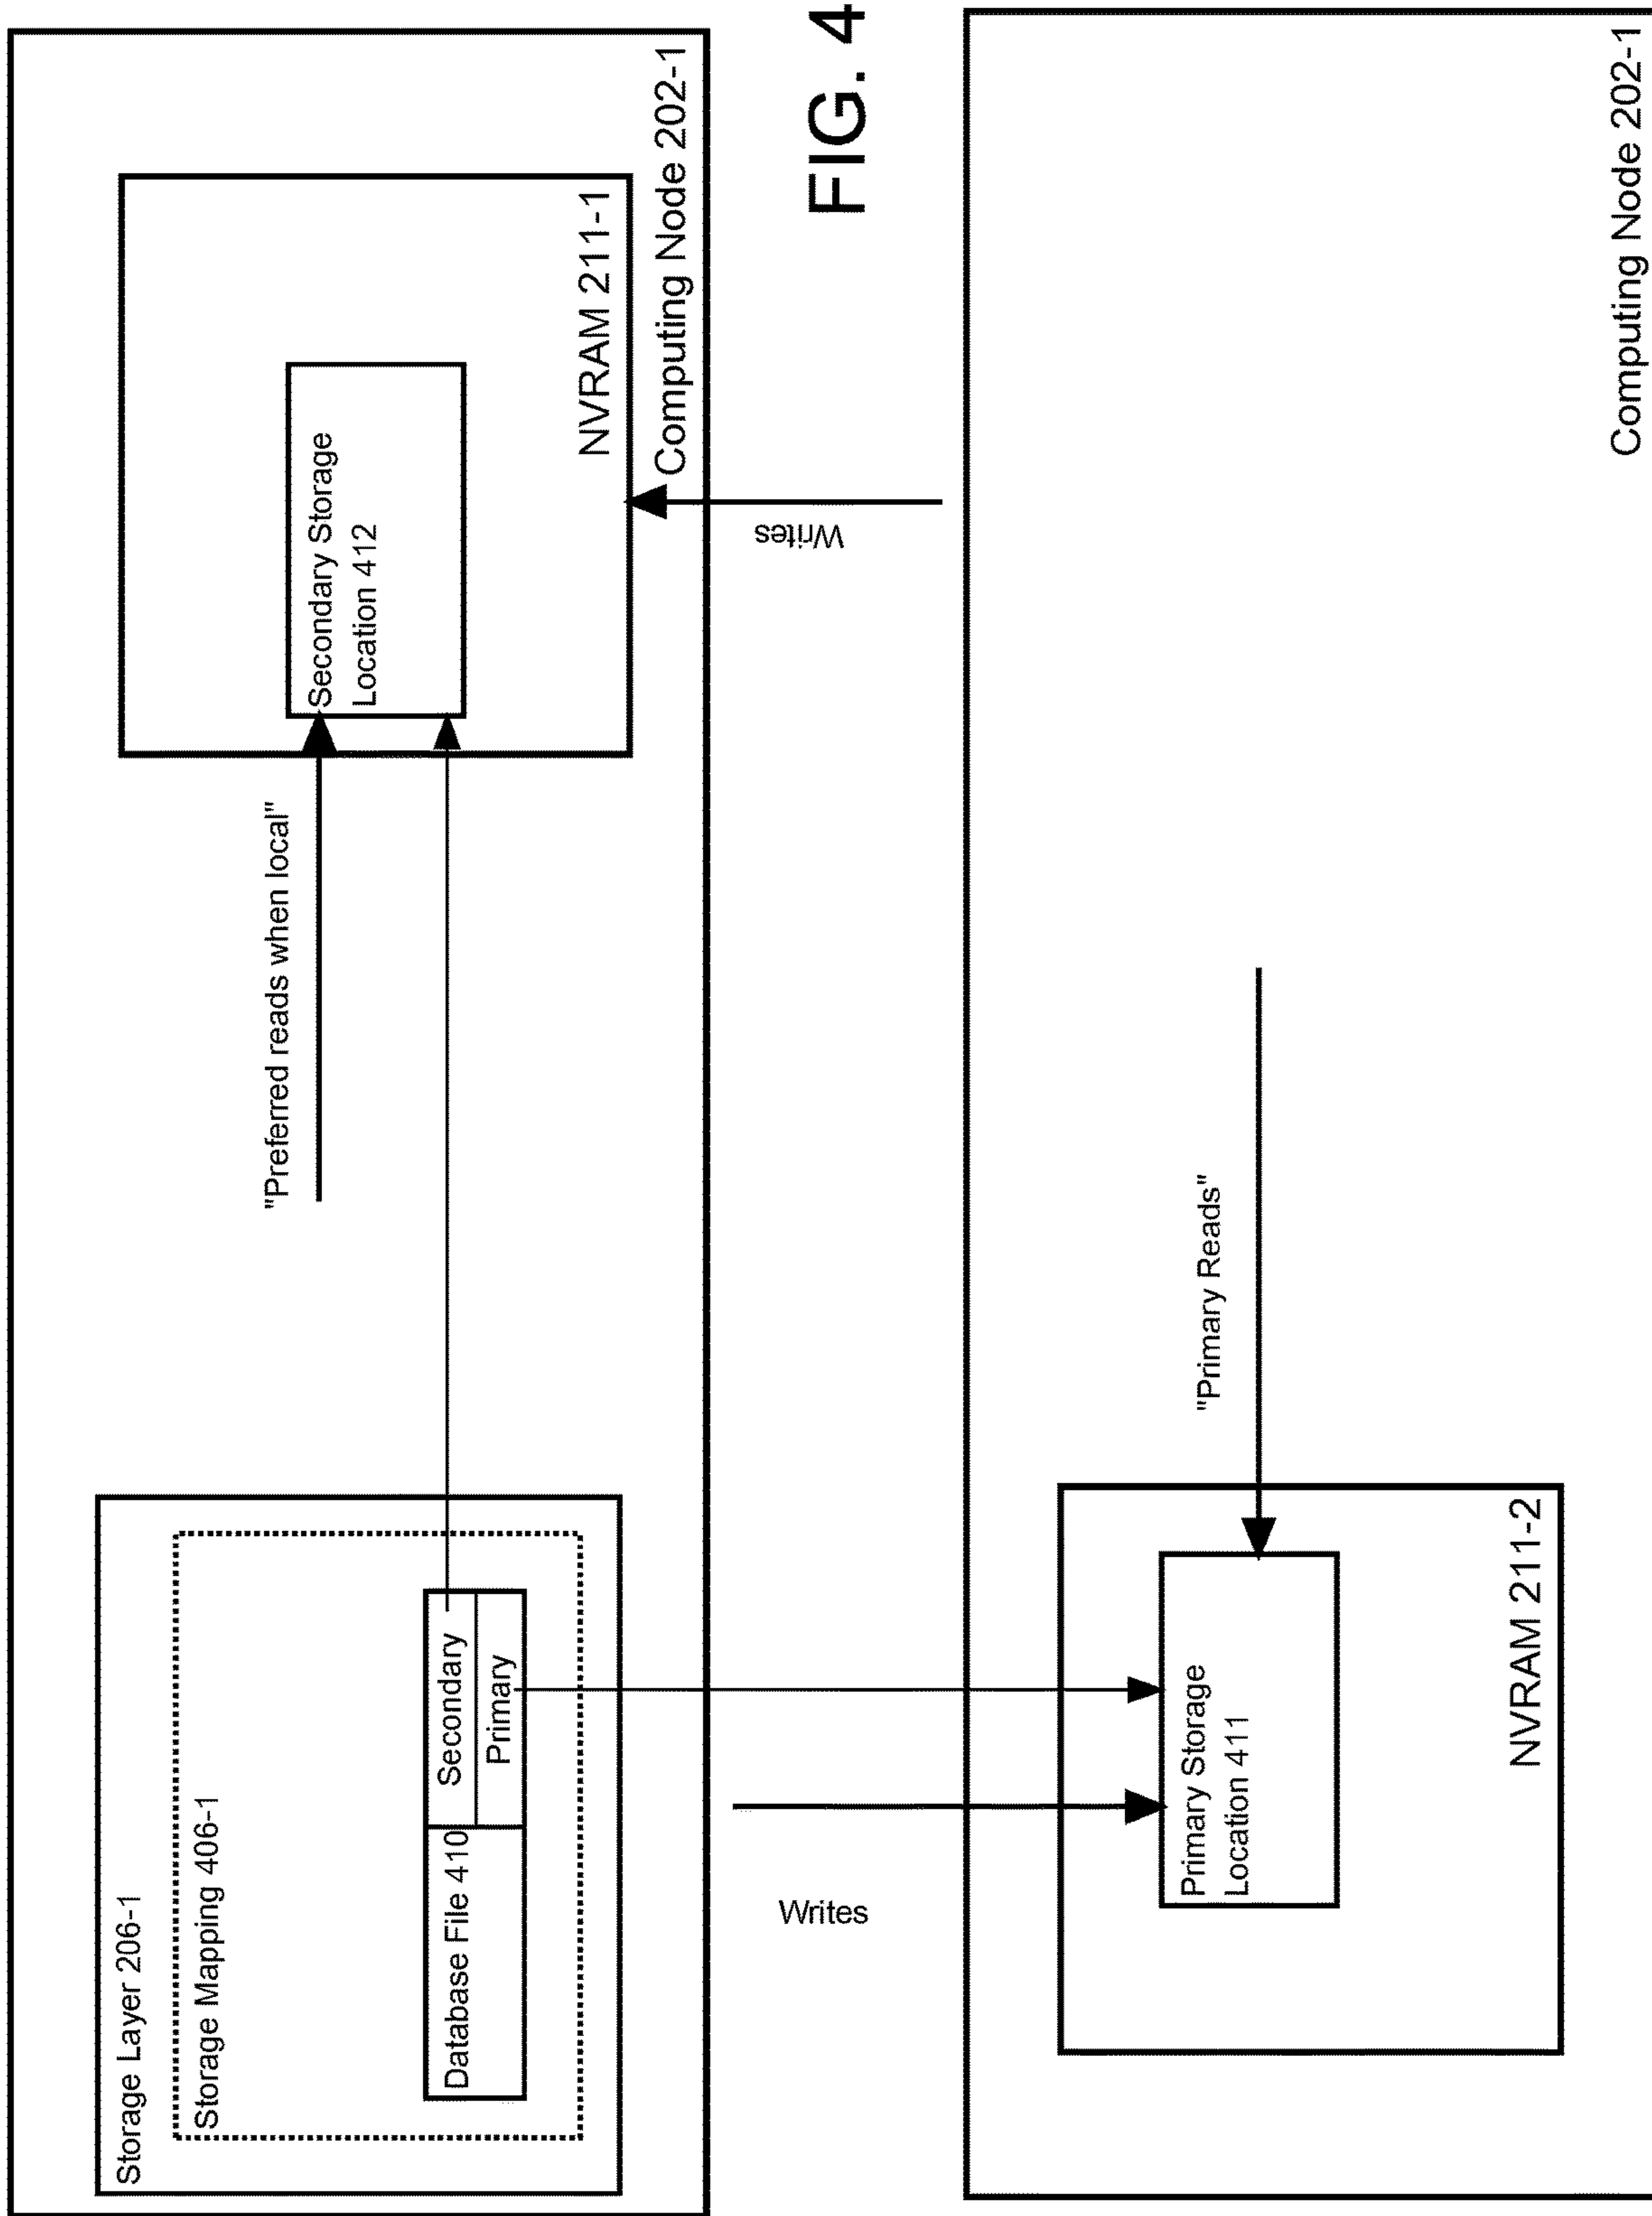 Storage Layer 206-1
Storage Mapping 406-1
Database File 410
Secondary
Primary
"Preferred reads when local"
Secondary Storage
Location 412
NVRAM 211-1
Computing Node 202-1
Writes
Writes
FIG. 4
Primary Storage
Location 411
NVRAM 211-2
"Primary Reads"
Computing Node 202-1